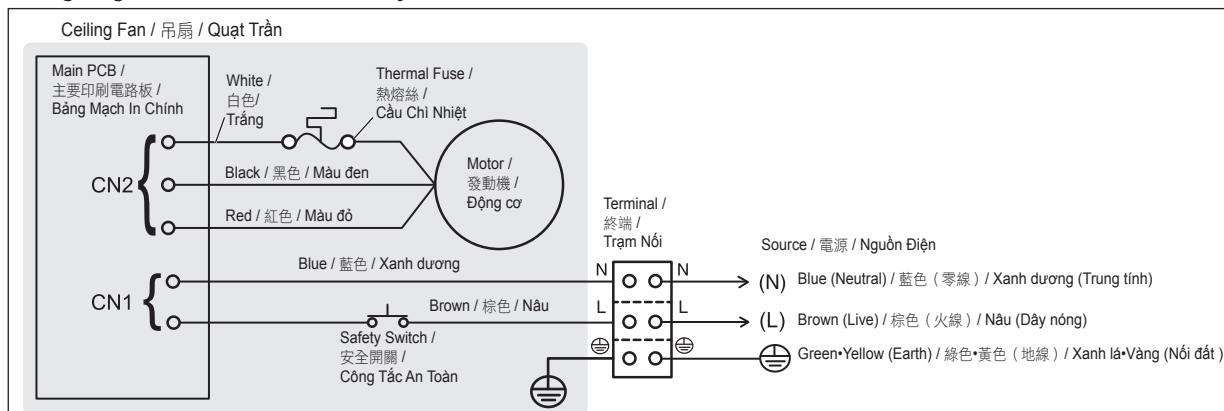 Ceiling Fan / 吊扇 / Quạt Trần
Main PCB /
主要印刷電路板 /
Bảng Mạch In Chính
White /
白色/
Trắng
Thermal Fuse /
熱熔絲 /
Cầu Chì Nhiệt
CN2
Black / 黑色 / Màu đen
Red / 紅色 / Màu đỏ
Motor /
發動機 /
Động cơ
Terminal /
終端 /
Trạm Nối
Source / 電源 / Nguồn Điện
CN1
Blue / 藍色 / Xanh dương
N
N
(N) Blue (Neutral) / 藍色（零線）/ Xanh dương (Trung tính)
Brown / 棕色 / Nâu
L
L
(L) Brown (Live) / 棕色（火線）/ Nâu (Dây nóng)
Safety Switch /
安全開關 /
Công Tắc An Toàn
Green•Yellow (Earth) / 綠色•黃色（地線）/ Xanh lá•Vàng (Nối đất )